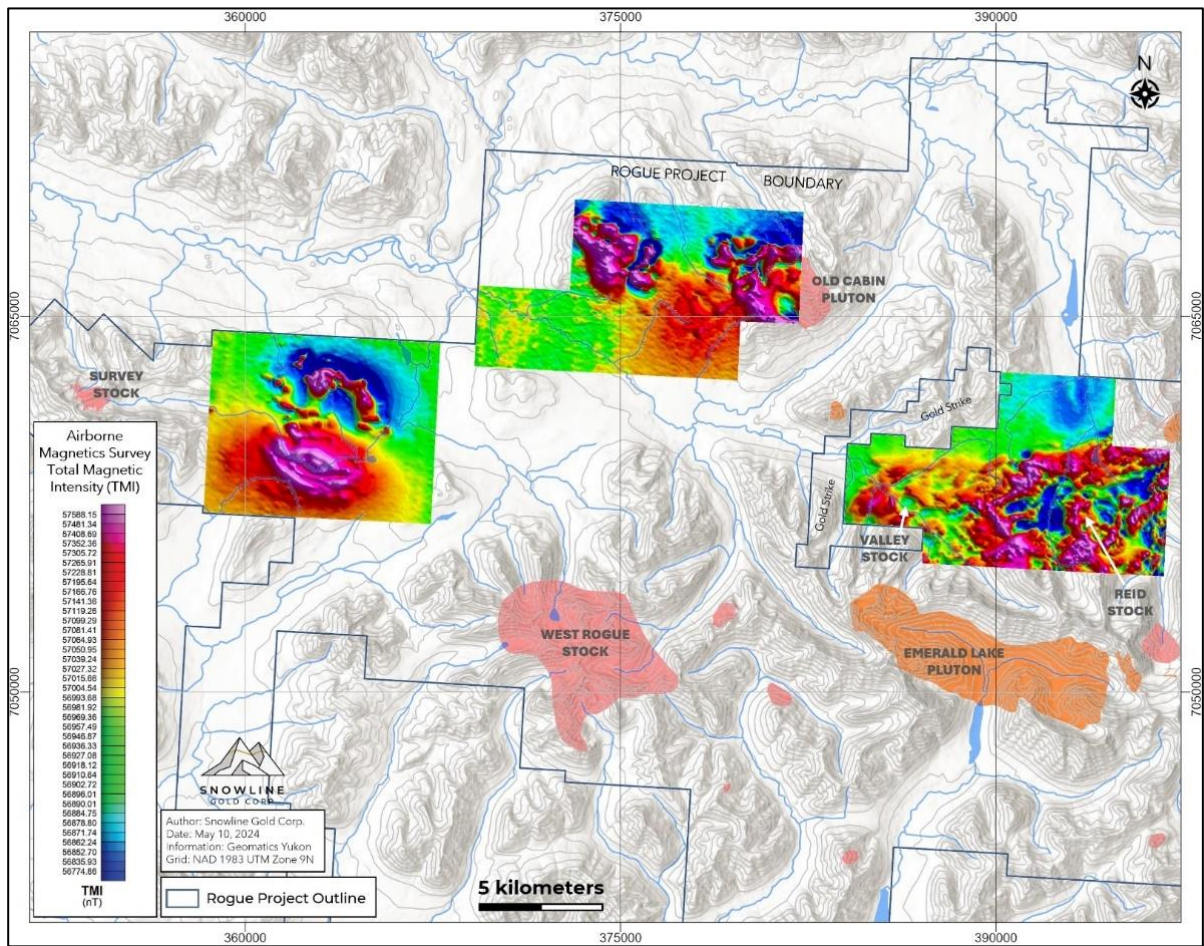 360000
375000
390000
N
ROGUE PROJECT BOUNDARY
OLD CABIN
PLUTON
7065000
7065000
SURVEY
STOCK
Gold Strike
Gold Strike
VALLEY
STOCK
REID
STOCK
WEST ROGUE
STOCK
EMERALD LAKE
PLUTON
7050000
7050000
Airborne
Magnetics Survey
Total Magnetic
Intensity (TMI)
57588.15
57481.34
57408.69
57352.36
57305.72
57265.91
57228.81
57195.64
57166.76
57141.36
57119.26
57099.29
57081.41
57064.93
57050.95
57039.24
57027.32
57015.66
57004.54
56993.68
56981.92
56969.36
56957.49
56946.87
56936.33
56927.08
56918.12
56910.64
56902.72
56896.01
56890.01
56884.75
56878.80
56871.74
56862.24
56852.70
56835.93
56774.66
TMI
(nT)
SNOWLINE
GOLD CORP
Author: Snowline Gold Corp.
Date: May 10, 2024
Information: Geomatics Yukon
Grid: NAD 1983 UTM Zone 9N
Rogue Project Outline
5 kilometers
360000
375000
390000